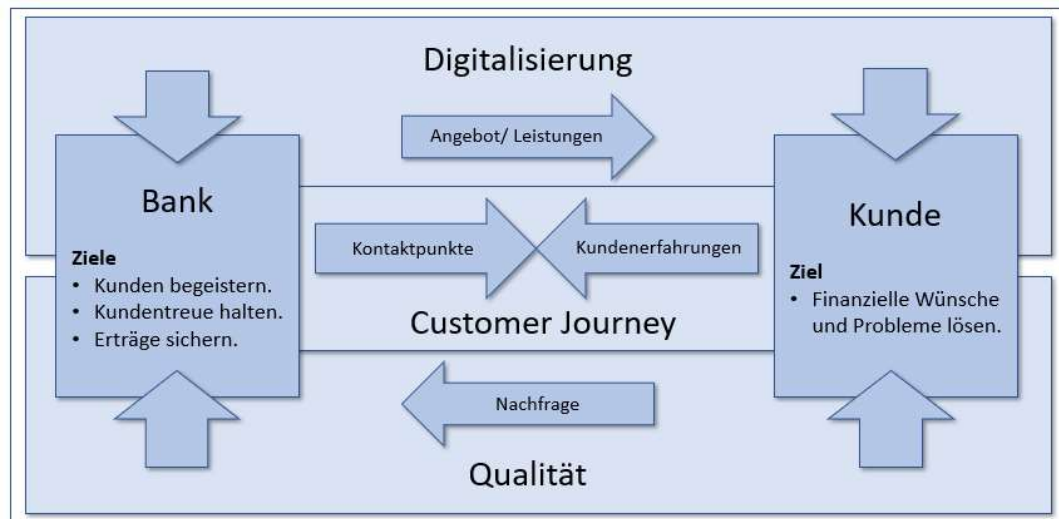 Digitalisierung
Angebot/ Leistungen
Bank
Ziele
• Kunden begeistern.
• Kundentreue halten.
• Erträge sichern.
Kontaktpunkte
Kundenerfahrungen
Customer Journey
Kunde
Ziel
• Finanzielle Wünsche
und Probleme lösen.
Nachfrage
Qualität